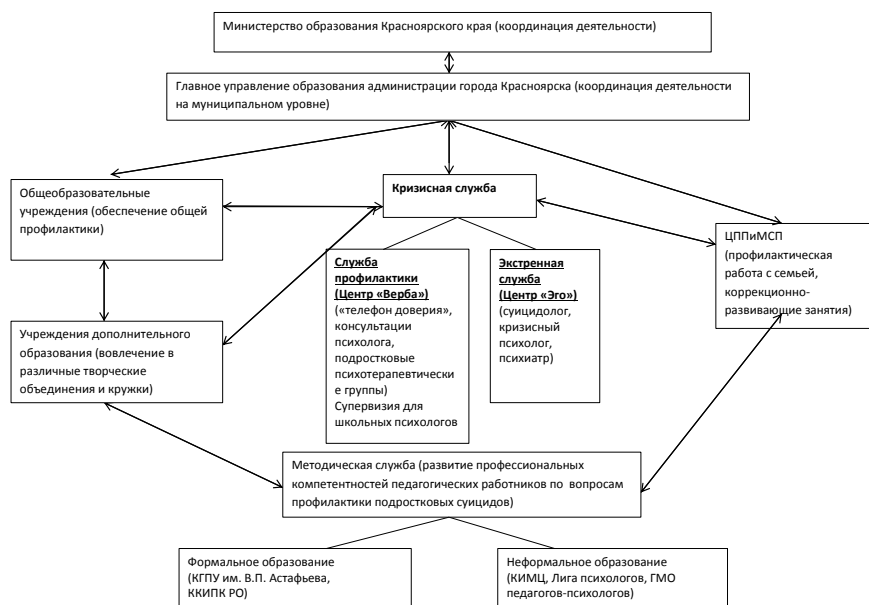 Министерство образования Красноярского края (координация деятельности)
Главное управление образования администрации города Красноярска (координация деятельности
на муниципальном уровне)
Общеобразовательные
учреждения (обеспечение общей
профилактики)
Кризисная служба
ЦППиМСП
(профилактическая
работа с семьей,
коррекционно-
развивающие занятия)
Служба
профилактики
(Центр «Верба»)
(«телефон доверия»,
консультации
психолога,
подростковые
психотерапевтическ
ие группы)
Супервизия для
школьных психологов
Экстренная
служба
(Центр «Эго»)
(суицидолог,
кризисный
психолог,
психиатр)
Учреждения дополнительного
образования (вовлечение в
различные творческие
объединения и кружки)
Методическая служба (развитие профессиональных
компетентностей педагогических работников по вопросам
профилактики подростковых суицидов)
Формальное образование
(КГПУ им. В.П. Астафьева,
ККИПК РО)
Неформальное образование
(КИМЦ, Лига психологов, ГМО
педагогов-психологов)